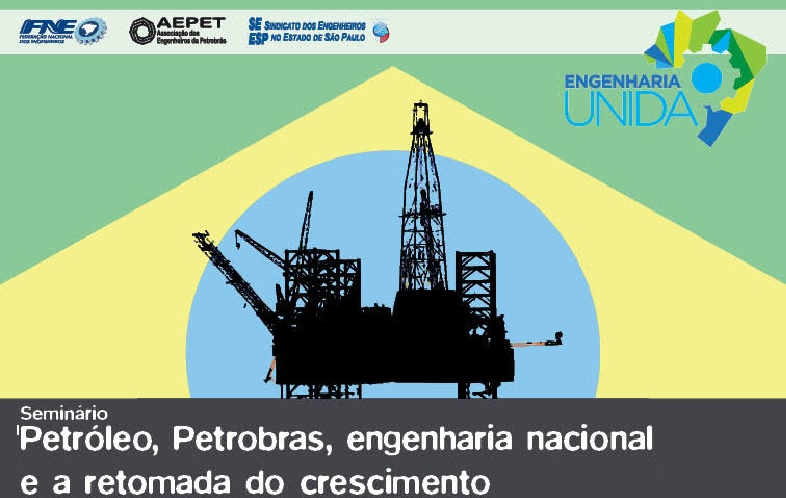 FNE
FEDERAÇÃO NACIONAL
DOS ENGENHEIROS
AEPET
Associação dos
Engenheiros da Petrobrás
SE SINDICATO DOS ENGENHEIROS
ESP NO ESTADO DE SÃO PAULO
ENGENHARIA
UNIDA
Seminário
'Petróleo, Petrobras, engenharia nacional
e a retomada do crescimento